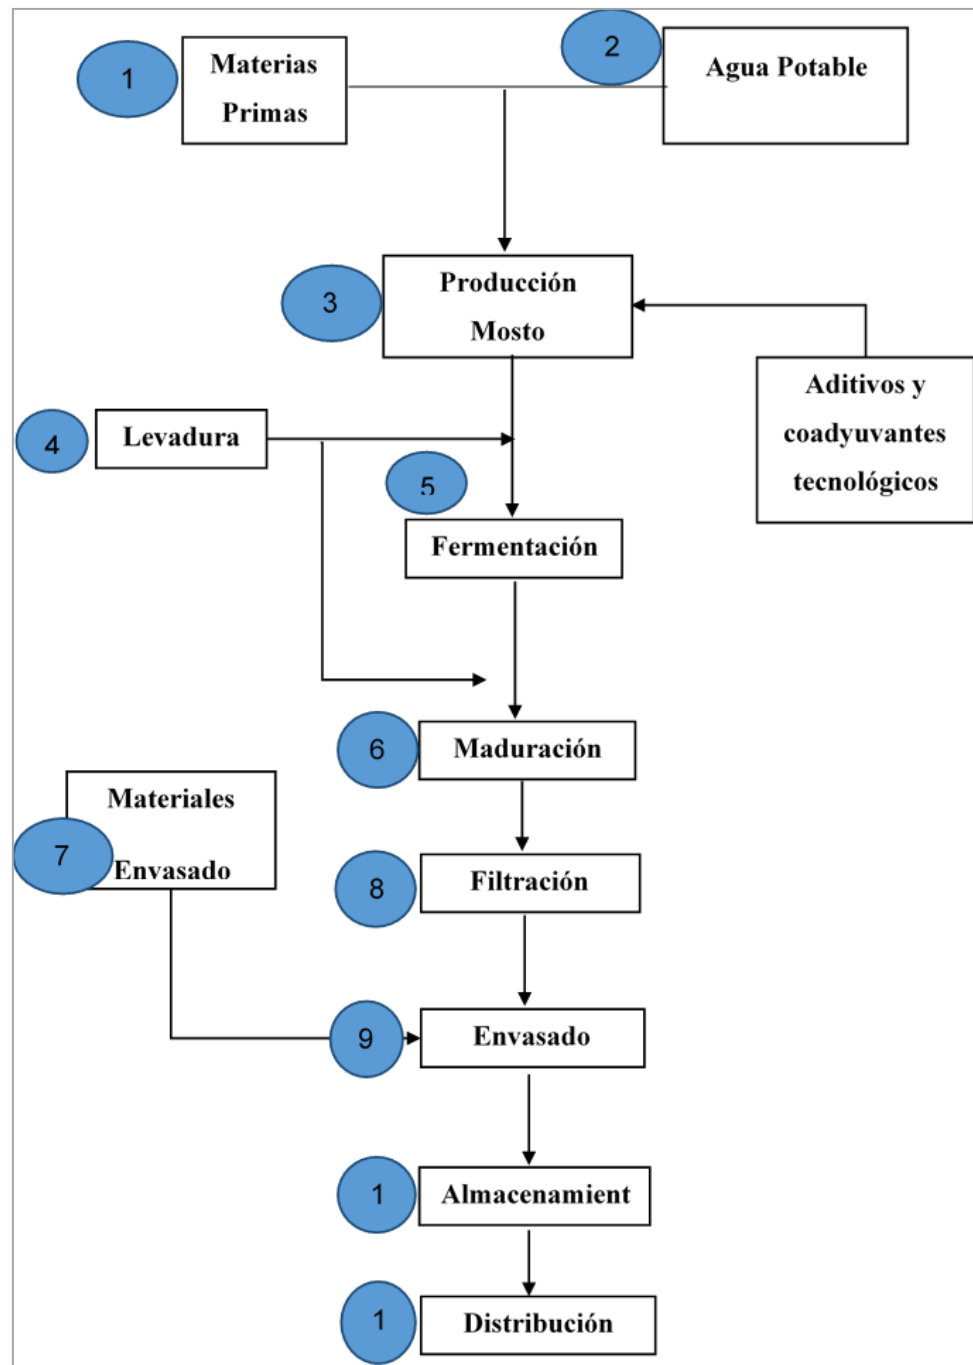 1
Materias
Primas
2
Agua Potable
3
Producción
Mosto
Aditivos y
coadyuvantes
tecnológicos
4
Levadura
5
Fermentación
6
Maduración
Materiales
7
Envasado
8
Filtración
9
Envasado
1
Almacenamient
1
Distribución